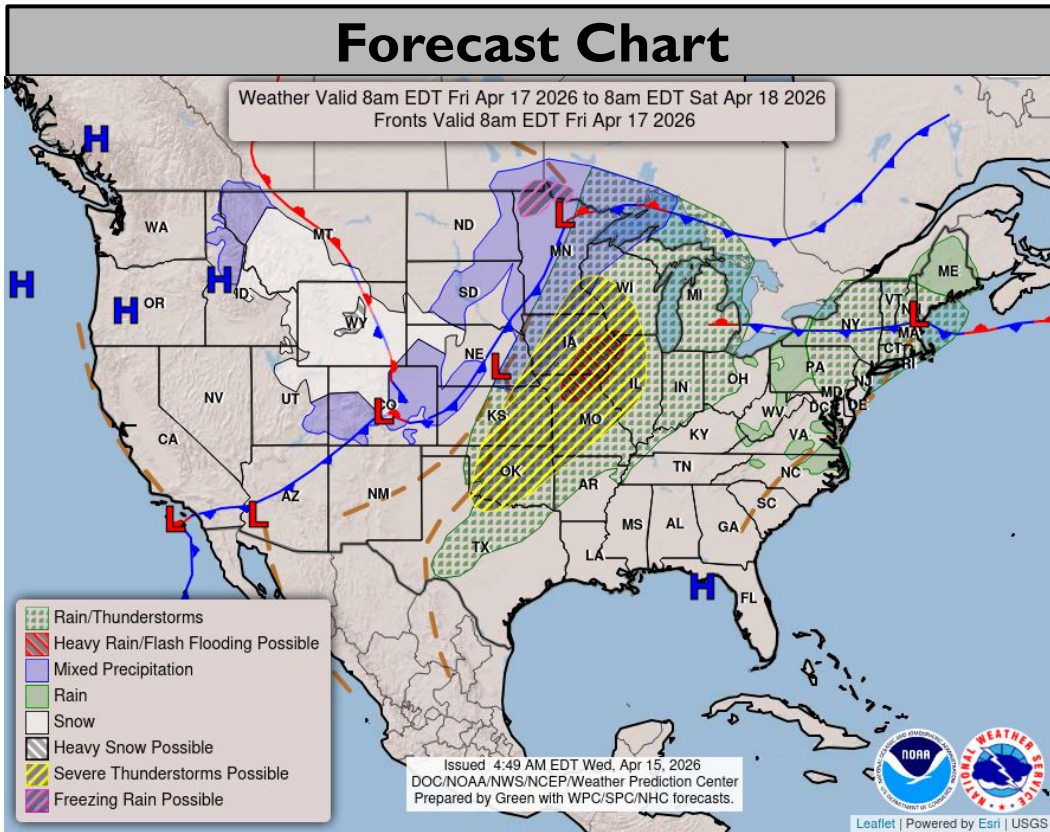 Forecast Chart
Weather Valid 8am EDT Fri Apr 17 2026 to 8am EDT Sat Apr 18 2026
Fronts Valid 8am EDT Fri Apr 17 2026
H
WA
MT
ND
MN
L
ME
H
H
H
OR
ID
WY
SD
WI
MI
VT
N
L
NY
MA
CT
RI
NE
L
IA
IL
IN
OH
PA
NJ
MD
DC
DE
NV
UT
CO
L
KS
MO
KY
WV
VA
CA
AZ
NM
OK
AR
TN
NC
SC
L
L
TX
LA
MS
AL
GA
H
FL
Rain/Thunderstorms
Heavy Rain/Flash Flooding Possible
Mixed Precipitation
Rain
Snow
Heavy Snow Possible
Severe Thunderstorms Possible
Freezing Rain Possible
Issued 4:49 AM EDT Wed, Apr 15, 2026
DOC/NOAA/NWS/NCEP/Weather Prediction Center
Prepared by Green with WPC/SPC/NHC forecasts.
NOAA
NATIONAL WEATHER SERVICE
Leaflet | Powered by Esri | USGS